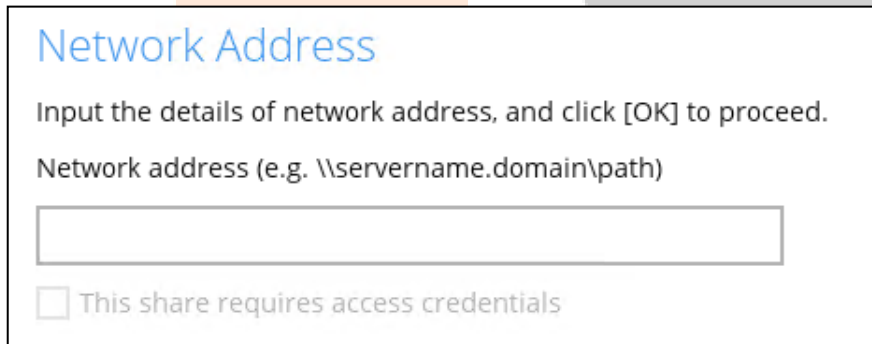 Network Address
Input the details of network address, and click [OK] to proceed.
Network address (e.g. \\servername.domain\path)
This share requires access credentials